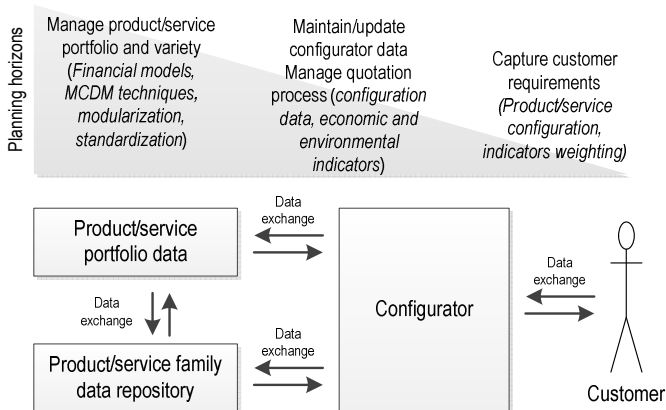 Planning horizons
Manage product/service
portfolio and variety
(Financial models,
MCDM techniques,
modularization,
standardization)
Maintain/update
configurator data
Manage quotation
process (configuration
data, economic and
environmental
indicators)
Capture customer
requirements
(Product/service
configuration,
indicators weighting)
Product/service
portfolio data
Data
exchange
Data
exchange
Product/service family
data repository
Data
exchange
Configurator
Data
exchange
Customer